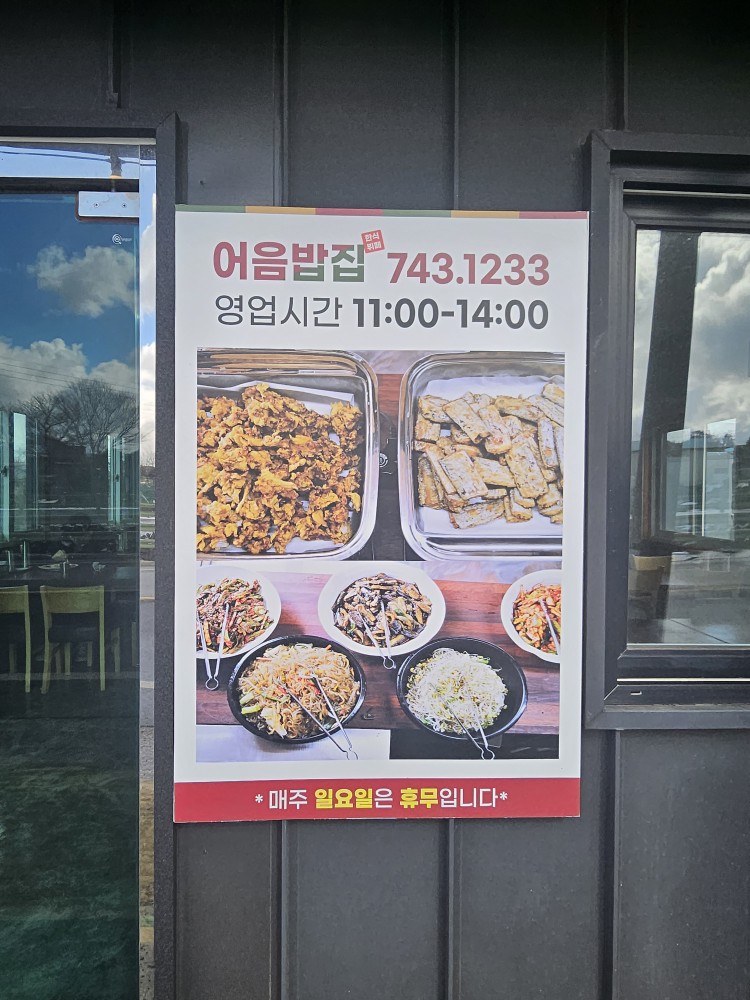 어음밥집 한식뷔페 743.1233
영업시간 11:00-14:00
* 매주 일요일은 휴무입니다*